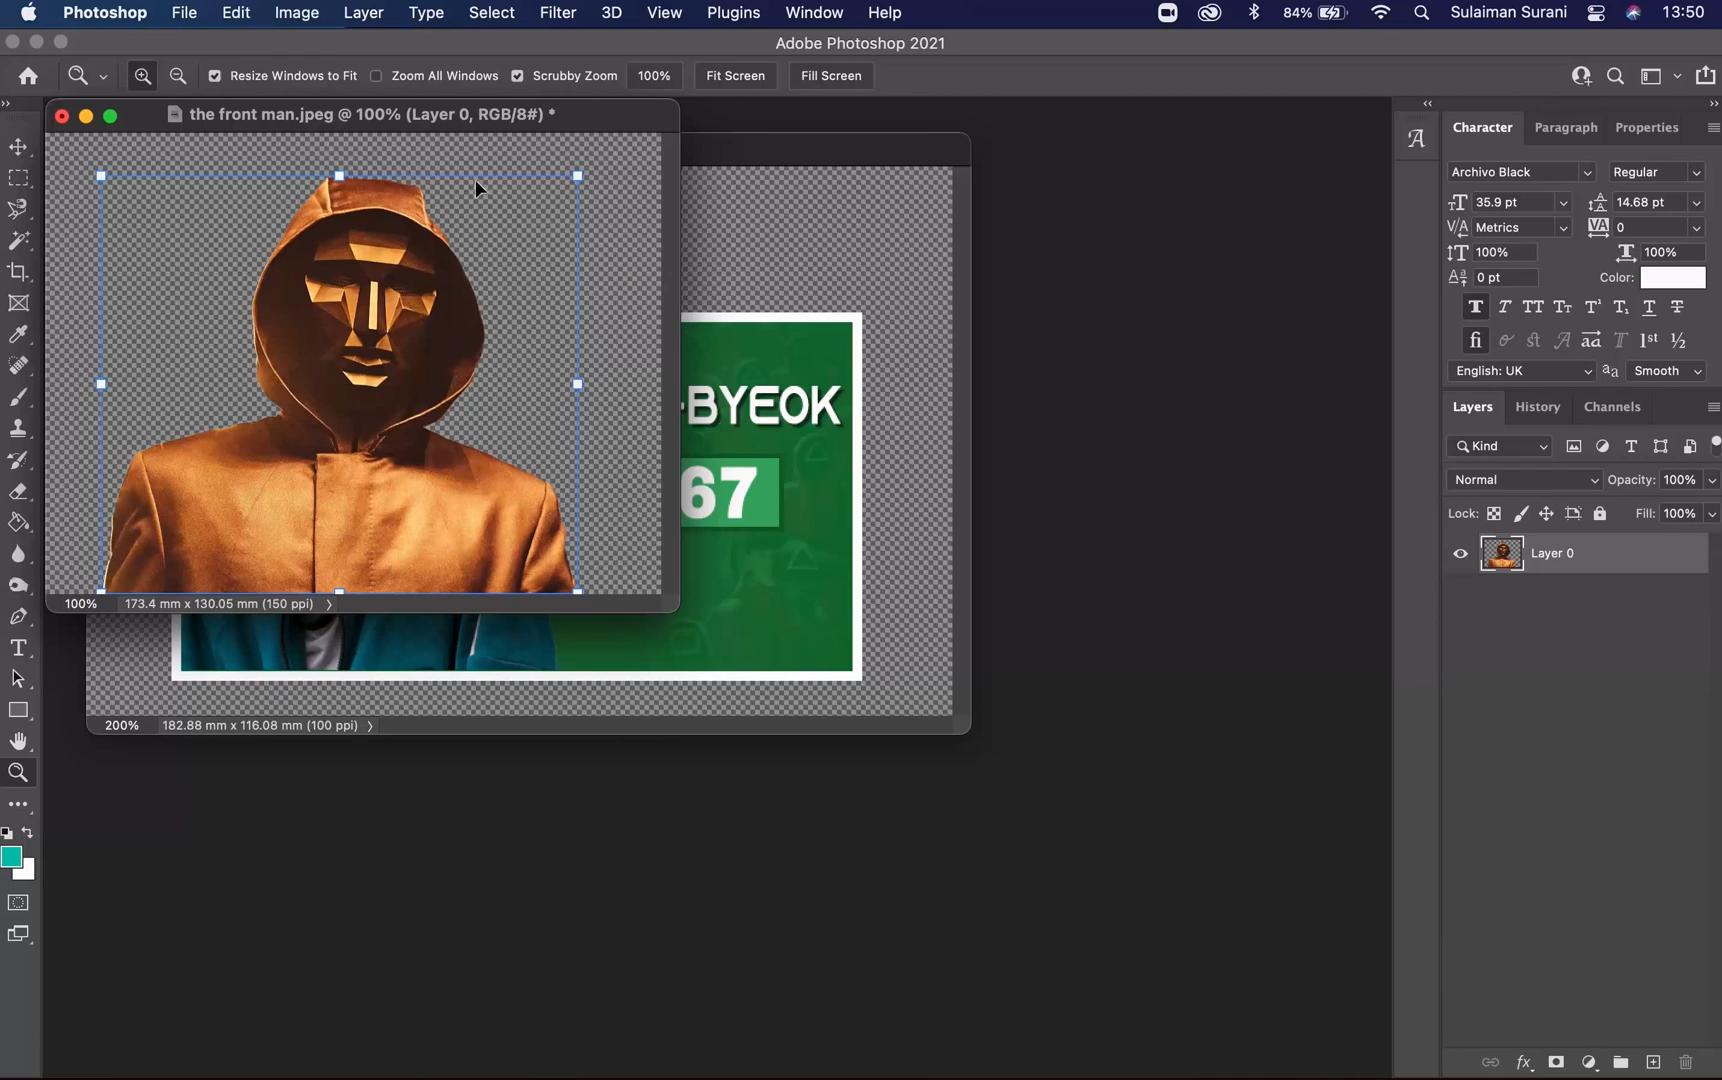 Photoshop File Edit Image Layer Type Select Filter 3D View Plugins Window Help 84% Sulaiman Surani 13:50
Adobe Photoshop 2021
Resize Windows to Fit Zoom All Windows Scrubby Zoom 100% Fit Screen Fill Screen
the front man.jpeg @ 100% (Layer 0, RGB/8#) *
-BYEOK
67
100% 173.4 mm x 130.05 mm (150 ppi)
200% 182.88 mm x 116.08 mm (100 ppi)
Character Paragraph Properties
Archivo Black Regular
35.9 pt 14.68 pt
Metrics 0
100% 100%
0 pt Color:
English: UK aa Smooth
Layers History Channels
Kind
Normal Opacity: 100%
Lock: Fill: 100%
Layer 0